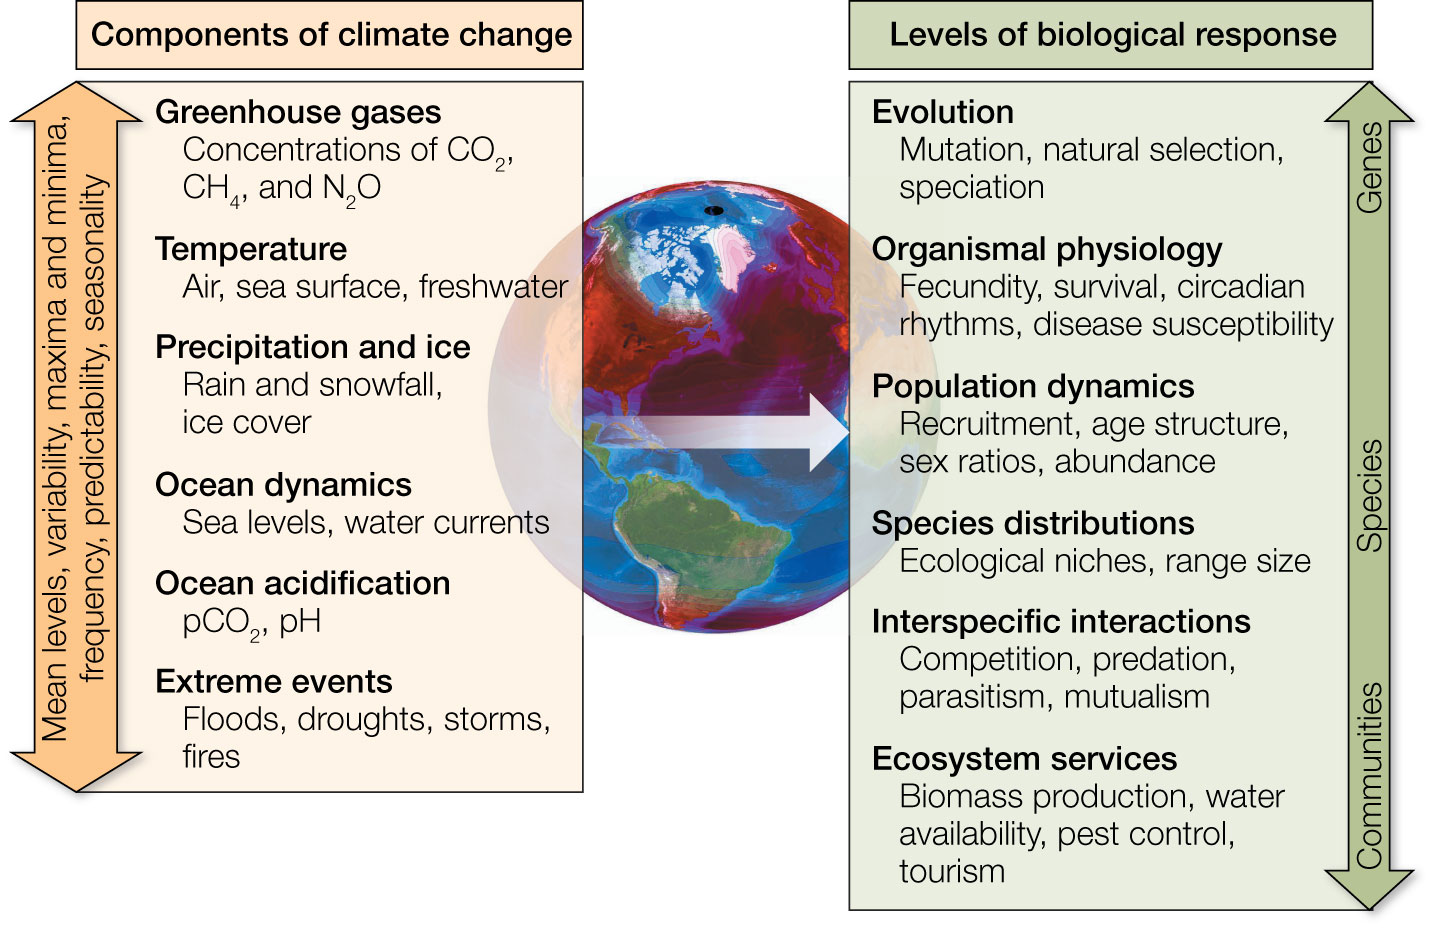 Components of climate change
Mean levels, variability, maxima and minima,
frequency, predictability, seasonality
Greenhouse gases
Concentrations of CO₂,
CH₄, and N₂O
Temperature
Air, sea surface, freshwater
Precipitation and ice
Rain and snowfall,
ice cover
Ocean dynamics
Sea levels, water currents
Ocean acidification
pCO₂, pH
Extreme events
Floods, droughts, storms,
fires
Levels of biological response
Evolution
Mutation, natural selection,
speciation
Organismal physiology
Fecundity, survival, circadian
rhythms, disease susceptibility
Population dynamics
Recruitment, age structure,
sex ratios, abundance
Species distributions
Ecological niches, range size
Interspecific interactions
Competition, predation,
parasitism, mutualism
Ecosystem services
Biomass production, water
availability, pest control,
tourism
Genes
Species
Communities